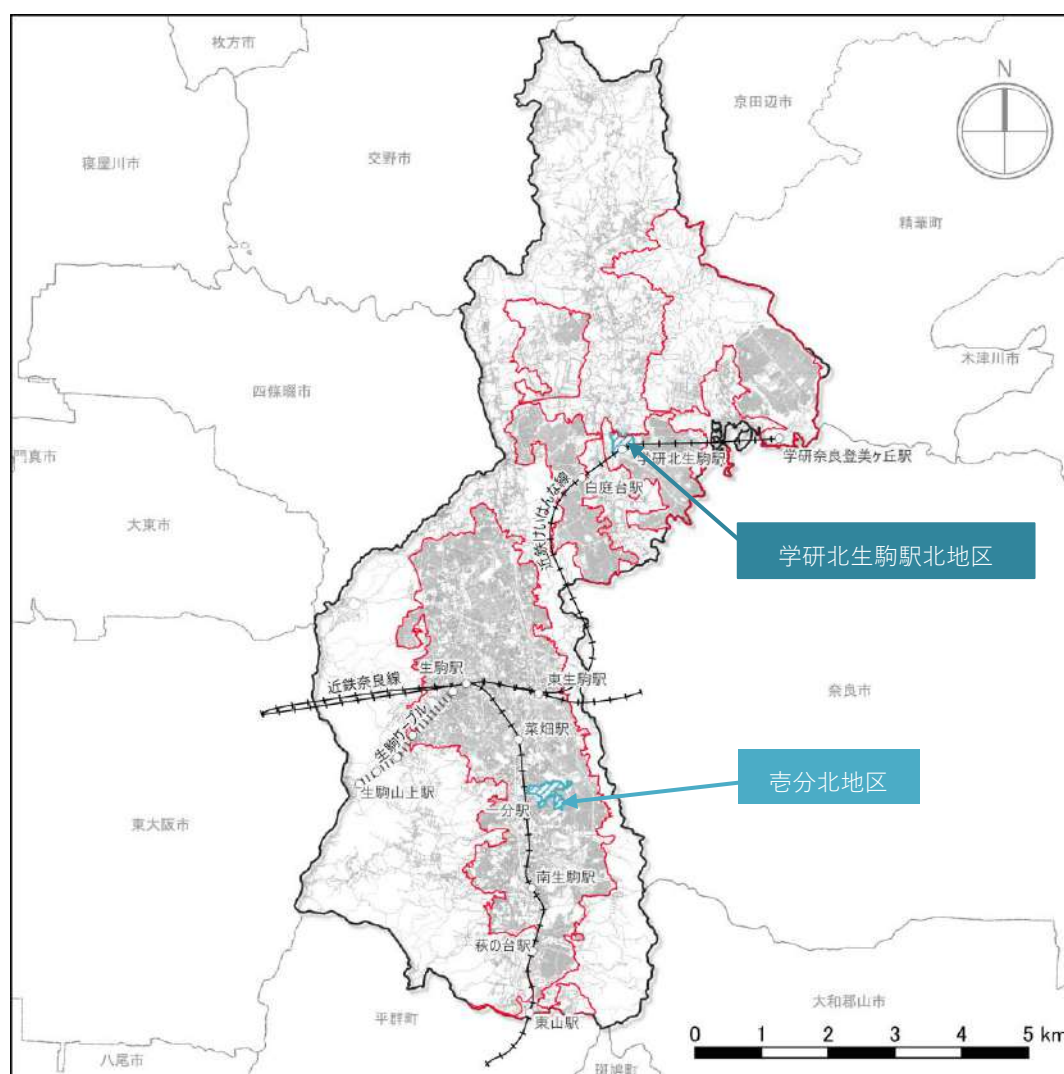 枚方市
N
京田辺市
寝屋川市
交野市
精華町
木津川市
四條畷市
門真市
学研北生駒駅
学研奈良登美ヶ丘駅
白庭台駅
大東市
近鉄けいはんな線
学研北生駒駅北地区
生駒駅
近鉄奈良線
東生駒駅
奈良市
菜畑駅
生駒ケーブル
壱分北地区
生駒山上駅
一分駅
東大阪市
南生駒駅
萩の台駅
大和郡山市
平群町
東山駅
0 1 2 3 4 5 km
八尾市
斑鳩町